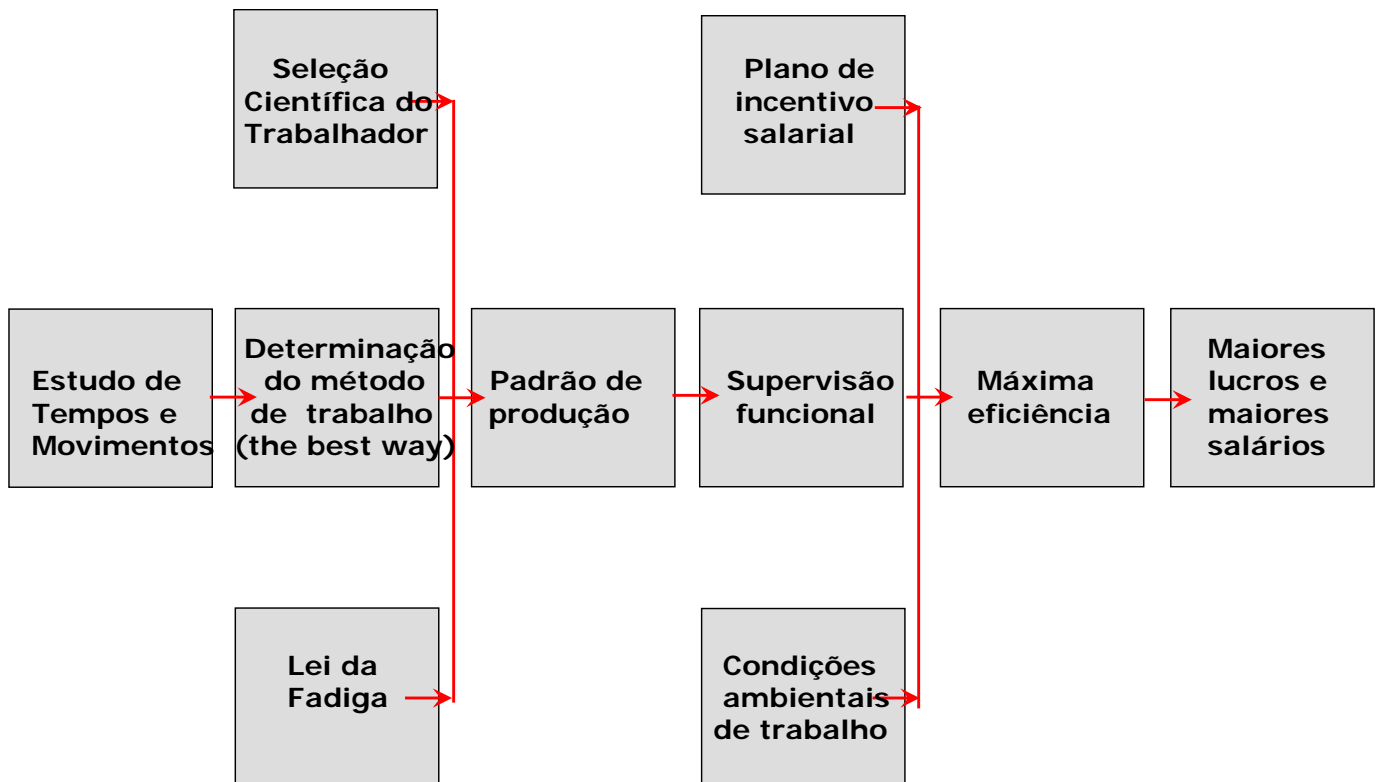 Seleção
Científica do
Trabalhador
Plano de
incentivo
salarial
Estudo de
Tempos e
Movimentos
Determinação
do método
de trabalho
(the best way)
Padrão de
produção
Supervisão
funcional
Máxima
eficiência
Maiores
lucros e
maiores
salários
Lei da
Fadiga
Condições
ambientais
de trabalho